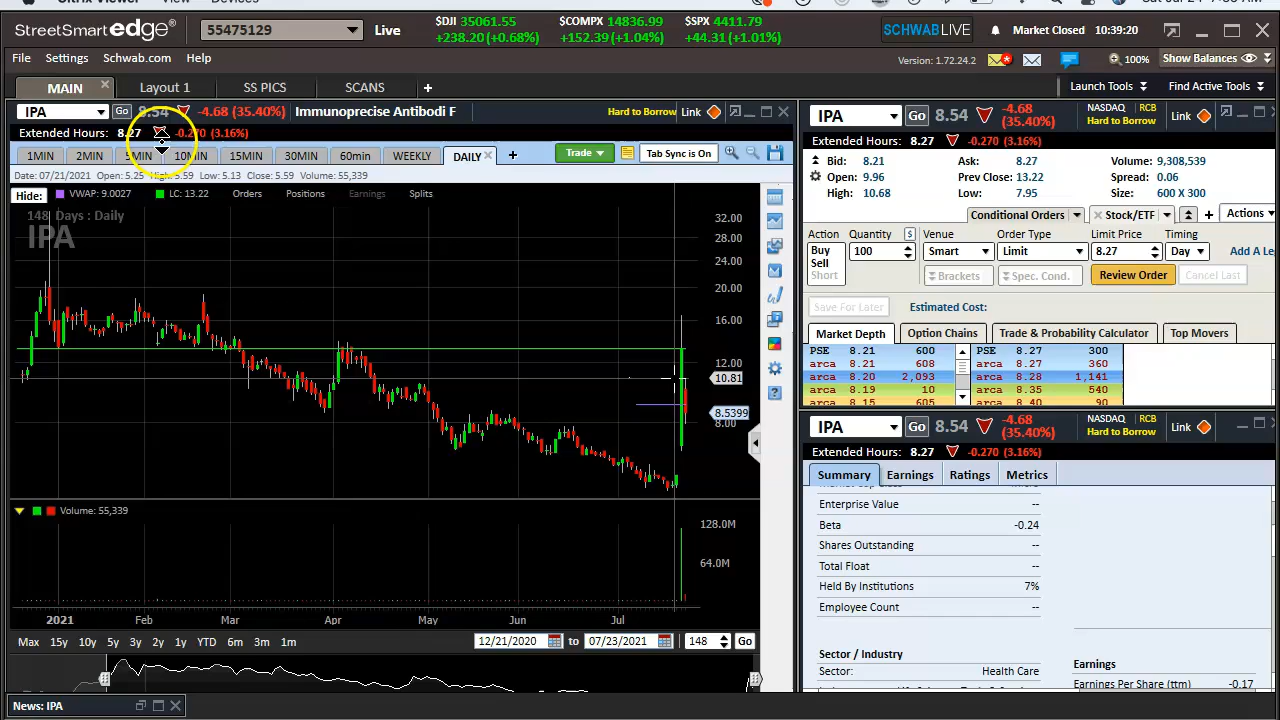 Citrix Viewer View Devices Sat Jul 24
StreetSmart edge® 55475129 Live
$DJI 35061.55 +238.20 (+0.68%)
$COMPX 14836.99 +152.39 (+1.04%)
$SPX 4411.79 +44.31 (+1.01%)
SCHWABLIVE Market Closed 10:39:20
File Settings Schwab.com Help
Version: 1.72.24.2 100% Show Balances
MAIN Layout 1 SS PICS SCANS +
Launch Tools Find Active Tools
IPA Go 8.54 -4.68 (35.40%) Immunoprecise Antibodi F Hard to Borrow Link
Extended Hours: 8.27 -0.270 (3.16%)
1MIN 2MIN 5MIN 10MIN 15MIN 30MIN 60min WEEKLY DAILY + Trade Tab Sync is On
Date: 07/21/2021 Open: 5.25 High: 5.59 Low: 5.13 Close: 5.59 Volume: 55,339
Hide: VWAP: 9.0027 LC: 13.22 Orders Positions Earnings Splits
148 Days : Daily
IPA
32.00
28.00
24.00
20.00
16.00
12.00
10.81
8.5399
8.00
Volume: 55,339
128.0M
64.0M
2021 Feb Mar Apr May Jun Jul
Max 15y 10y 5y 3y 2y 1y YTD 6m 3m 1m 12/21/2020 to 07/23/2021 148 Go
News: IPA
IPA Go 8.54 -4.68 (35.40%) NASDAQ RCB Hard to Borrow Link
Extended Hours: 8.27 -0.270 (3.16%)
Bid: 8.21 Ask: 8.27 Volume: 9,308,539
Open: 9.96 Prev Close: 13.22 Spread: 0.06
High: 10.68 Low: 7.95 Size: 600 X 300
Conditional Orders Stock/ETF + Actions
Action Quantity $ Venue Order Type Limit Price Timing
Buy
Sell
Short
100 Smart Limit 8.27 Day Add A Le
Brackets Spec. Cond. Review Order Cancel Last
Save For Later Estimated Cost:
Market Depth Option Chains Trade & Probability Calculator Top Movers
PSE 8.21 600 PSE 8.27 300
arca 8.21 608 arca 8.27 360
arca 8.20 2,093 arca 8.28 1,141
arca 8.19 10 arca 8.35 540
arca 8.15 605 arca 8.40 90
IPA Go 8.54 -4.68 (35.40%) NASDAQ RCB Hard to Borrow Link
Extended Hours: 8.27 -0.270 (3.16%)
Summary Earnings Ratings Metrics
Enterprise Value --
Beta -0.24
Shares Outstanding --
Total Float --
Held By Institutions 7%
Employee Count --
Sector / Industry
Sector: Health Care
Earnings
Earnings Per Share (ttm) -0.17